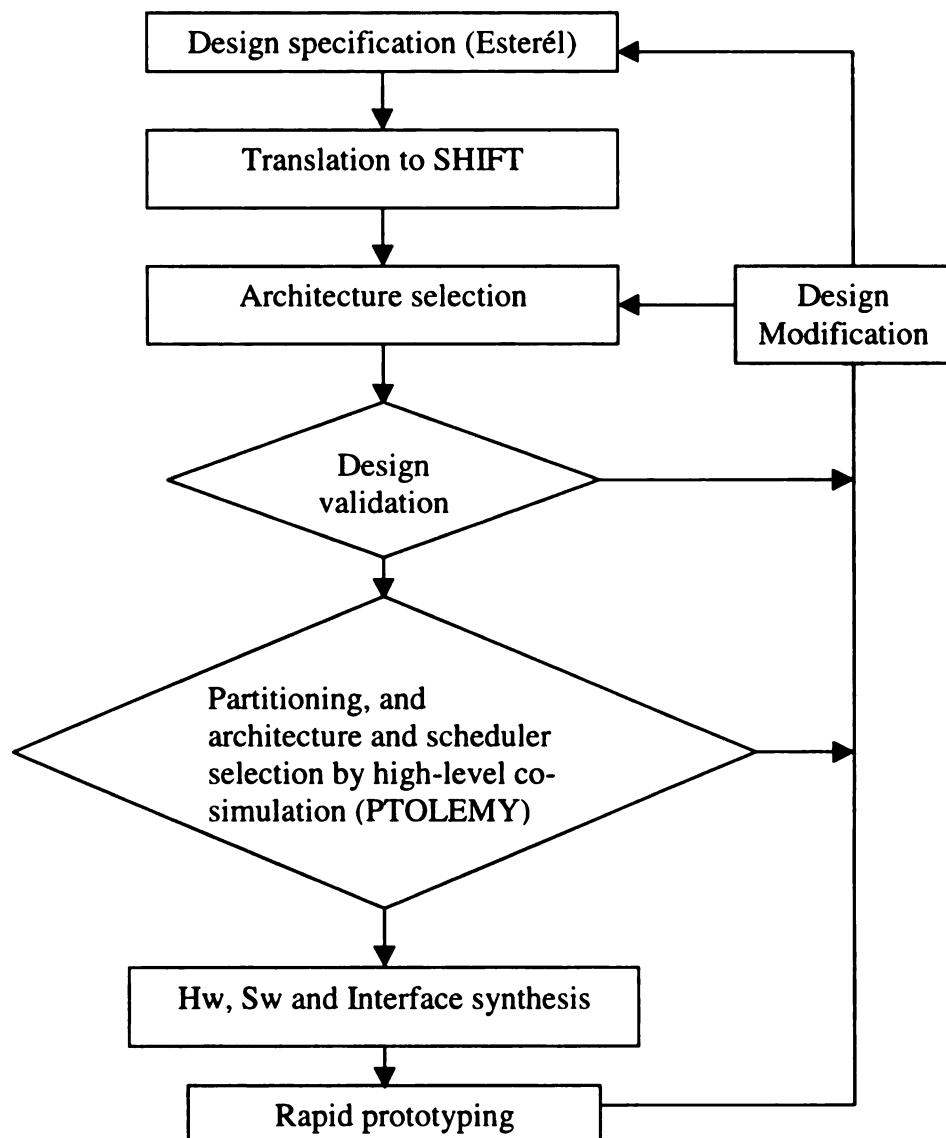 Design specification (Esterél)
Translation to SHIFT
Architecture selection
Design
Modification
Design
validation
Partitioning, and
architecture and scheduler
selection by high-level co-
simulation (PTOLEMY)
Hw, Sw and Interface synthesis
Rapid prototyping